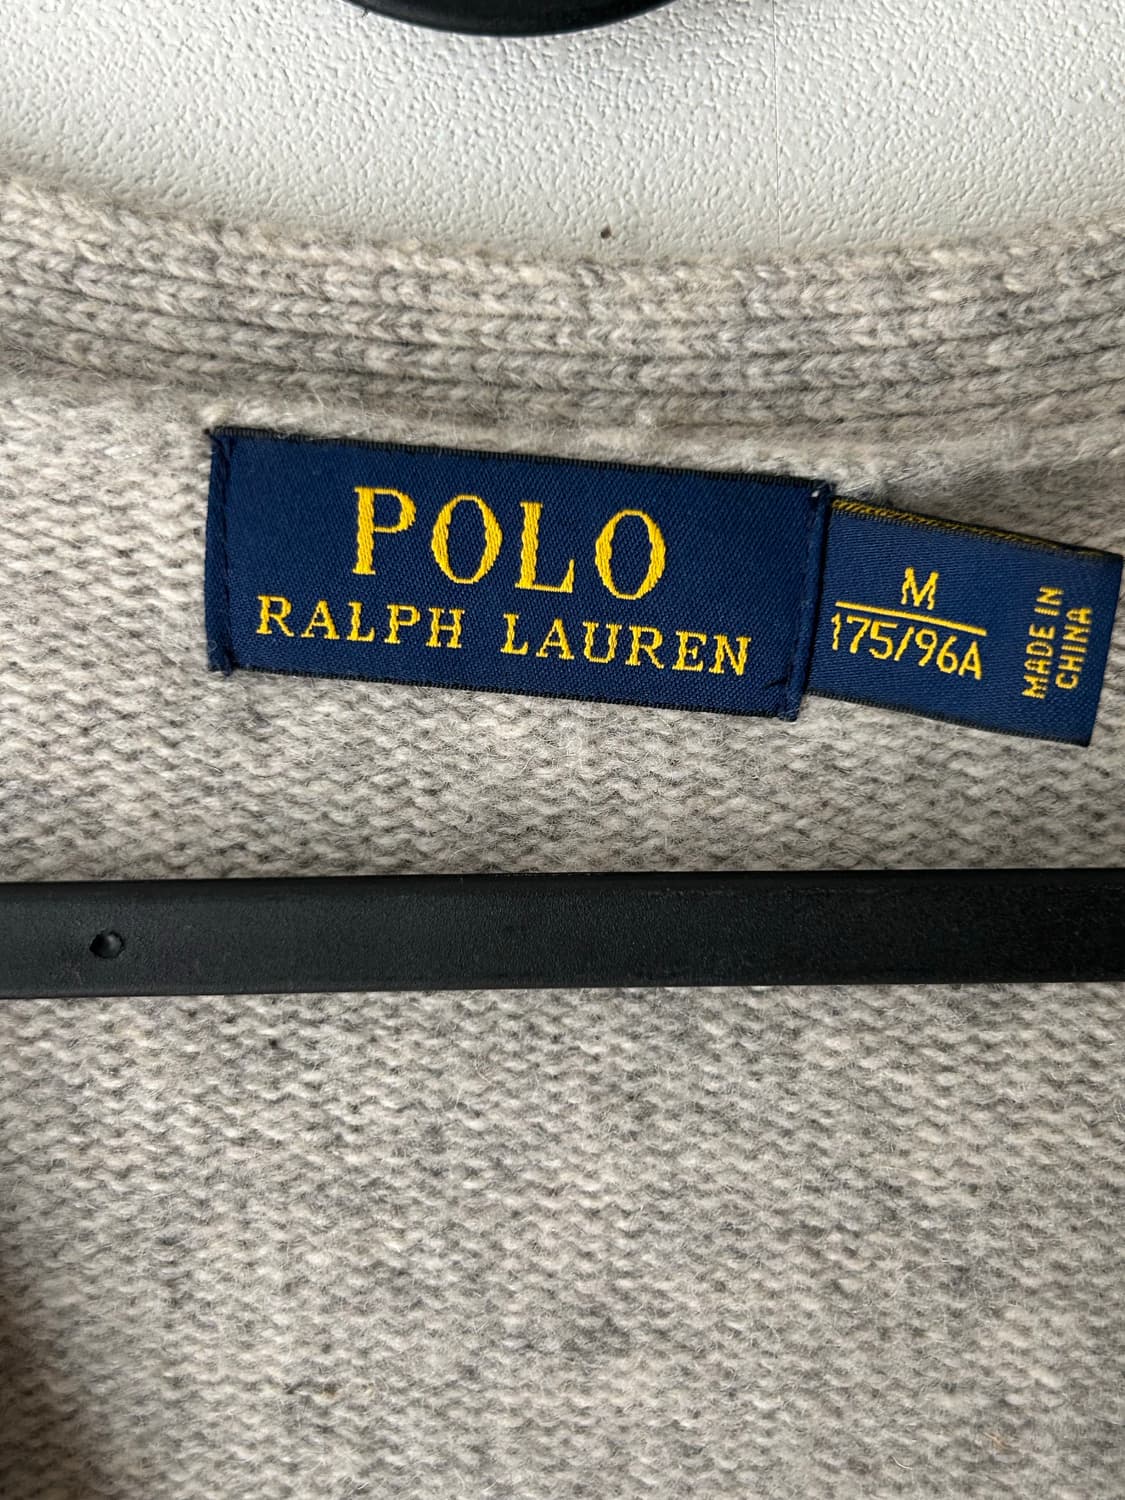 POLO
RALPH LAUREN
M
175/96A
MADE IN
CHINA